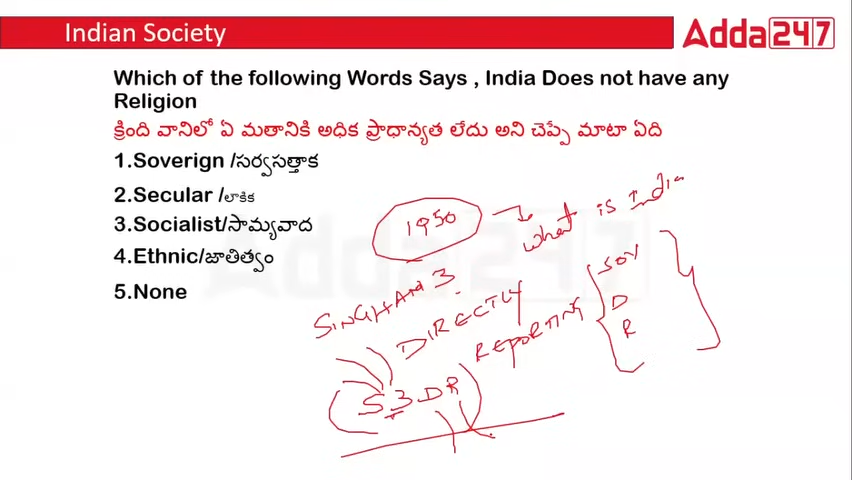 Indian Society
Adda247
Which of the following Words Says , India Does not have any
Religion
క్రింది వానిలో ఏ మతానికి అధిక ప్రాధాన్యత లేదు అని చెప్పే మాటా ఏది
1.Soverign /సర్వసత్తాక
2.Secular /లౌకిక
3.Socialist/సామ్యవాద
4.Ethnic/జాతిత్వం
5.None
1950
what is India
SINGHAM 3
DIRECTLY
REPORTING
SOV
D
R
S3DR
Adda247